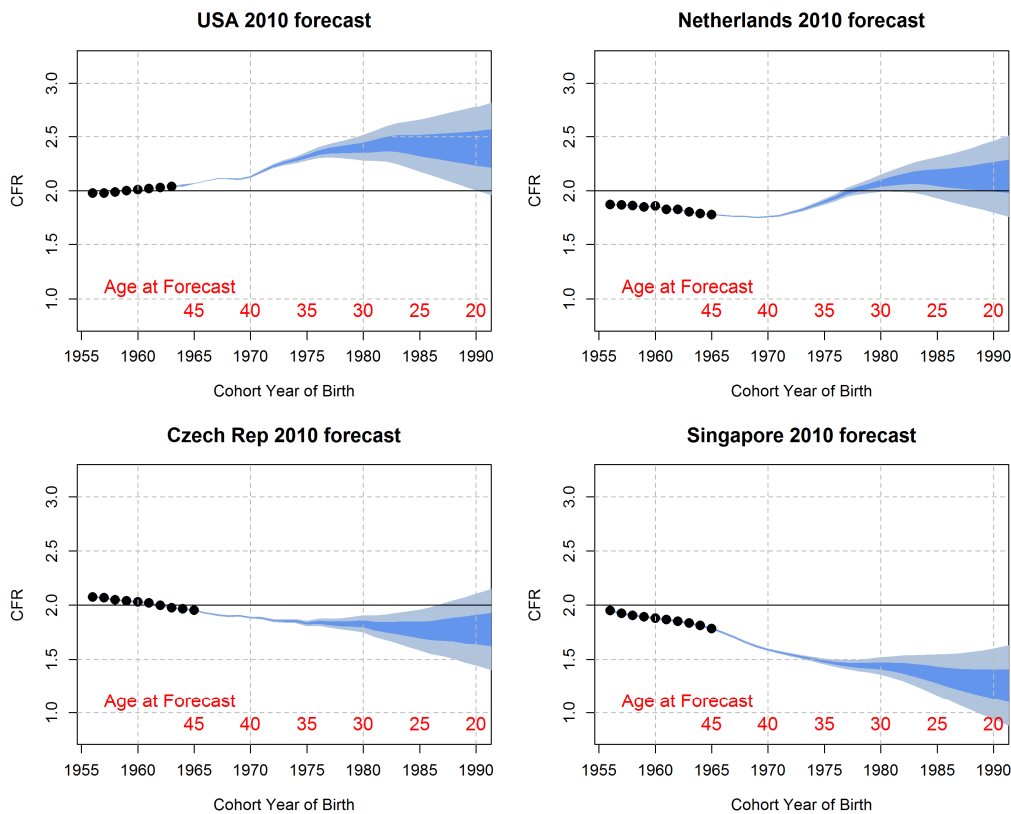 USA 2010 forecast
CFR
3.0
2.5
2.0
1.5
1.0
Age at Forecast
45 40 35 30 25 20
1955 1960 1965 1970 1975 1980 1985 1990
Cohort Year of Birth
Netherlands 2010 forecast
CFR
3.0
2.5
2.0
1.5
1.0
Age at Forecast
45 40 35 30 25 20
1955 1960 1965 1970 1975 1980 1985 1990
Cohort Year of Birth
Czech Rep 2010 forecast
CFR
3.0
2.5
2.0
1.5
1.0
Age at Forecast
45 40 35 30 25 20
1955 1960 1965 1970 1975 1980 1985 1990
Cohort Year of Birth
Singapore 2010 forecast
CFR
3.0
2.5
2.0
1.5
1.0
Age at Forecast
45 40 35 30 25 20
1955 1960 1965 1970 1975 1980 1985 1990
Cohort Year of Birth